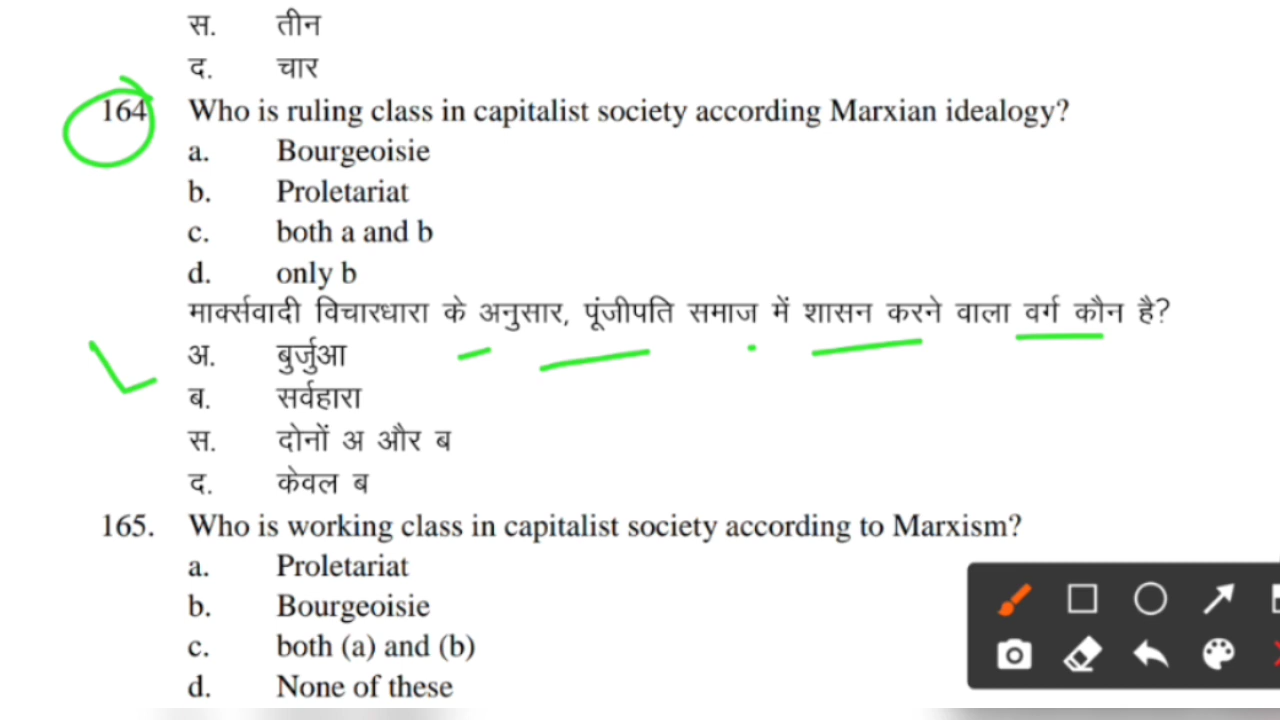 स. तीन
द. चार
164 Who is ruling class in capitalist society according Marxian idealogy?
a. Bourgeoisie
b. Proletariat
c. both a and b
d. only b
मार्क्सवादी विचारधारा के अनुसार, पूंजीपति समाज में शासन करने वाला वर्ग कौन है?
अ. बुर्जुआ
ब. सर्वहारा
स. दोनों अ और ब
द. केवल ब
165. Who is working class in capitalist society according to Marxism?
a. Proletariat
b. Bourgeoisie
c. both (a) and (b)
d. None of these